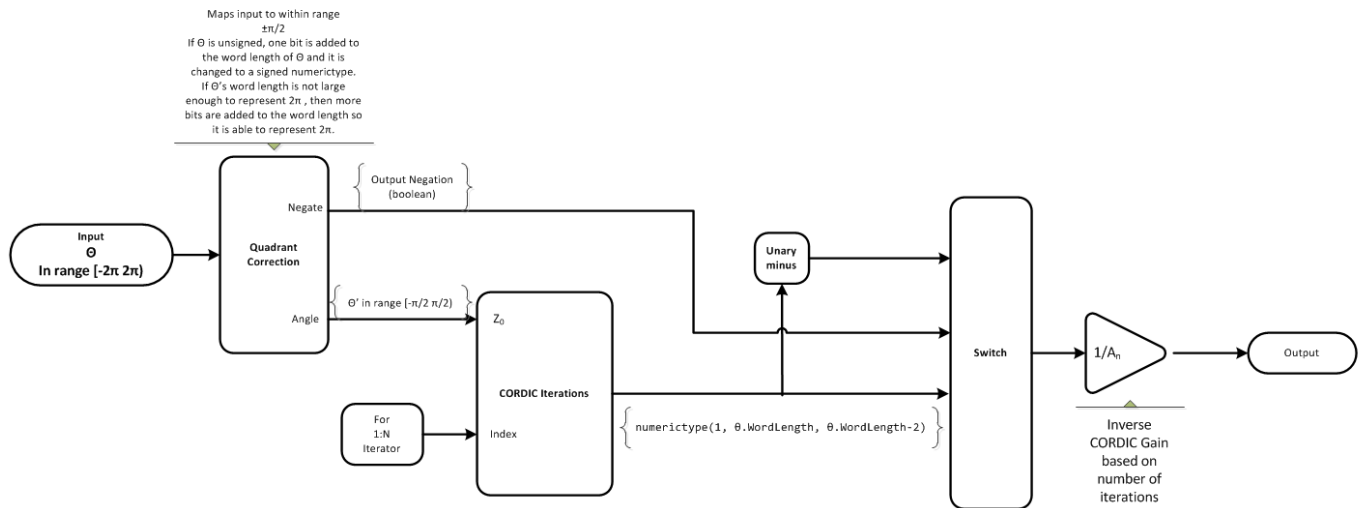 Maps input to within range
±π/2
If Θ is unsigned, one bit is added to
the word length of Θ and it is
changed to a signed numerictype.
If Θ’s word length is not large
enough to represent 2π , then more
bits are added to the word length so
it is able to represent 2π.
Output Negation
(boolean)
Negate
Input
Θ
In range [-2π 2π)
Quadrant
Correction
Unary
minus
Θ’ in range [-π/2 π/2)
Angle
Z0
Switch
1/An
Output
CORDIC Iterations
For
1:N
Iterator
Index
numerictype(1, θ.WordLength, θ.WordLength-2)
Inverse
CORDIC Gain
based on
number of
iterations